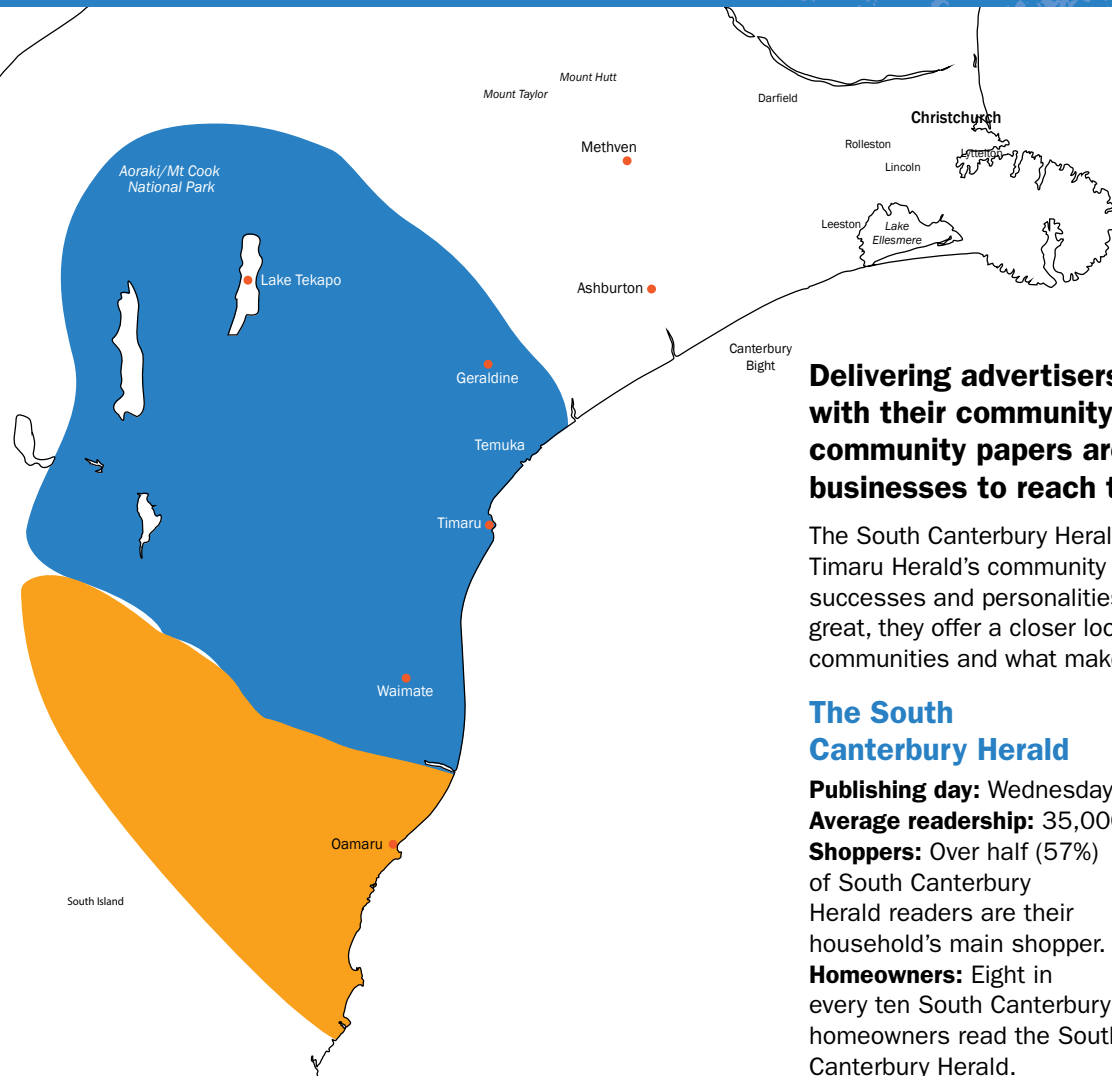 Mount Hutt
Mount Taylor
Darfield
Christchurch
Methven
Rolleston
Lyttelton
Lincoln
Aoraki/Mt Cook
National Park
Leeston
Lake
Ellesmere
Lake Tekapo
Ashburton
Canterbury
Bight
Geraldine
Temuka
Timaru
Waimate
Oamaru
South Island
Delivering advertisers
with their community
community papers are
businesses to reach t
The South Canterbury Heral
Timaru Herald’s community
successes and personalities
great, they offer a closer loo
communities and what make
The South
Canterbury Herald
Publishing day: Wednesday
Average readership: 35,000
Shoppers: Over half (57%)
of South Canterbury
Herald readers are their
household’s main shopper.
Homeowners: Eight in
every ten South Canterbury
homeowners read the South
Canterbury Herald.